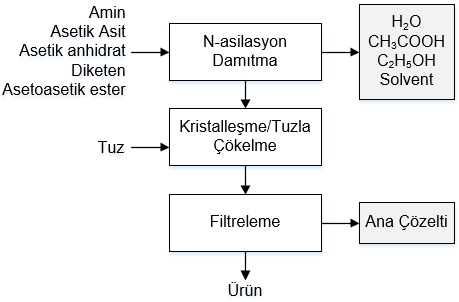 Amin
Asetik Asit
Asetik anhidrat
Diketen
Asetoasetik ester
N-asilasyon
Damıtma
H₂O
CH₃COOH
C₂H₅OH
Solvent
Tuz
Kristalleşme/Tuzla
Çökelme
Filtreleme
Ana Çözelti
Ürün